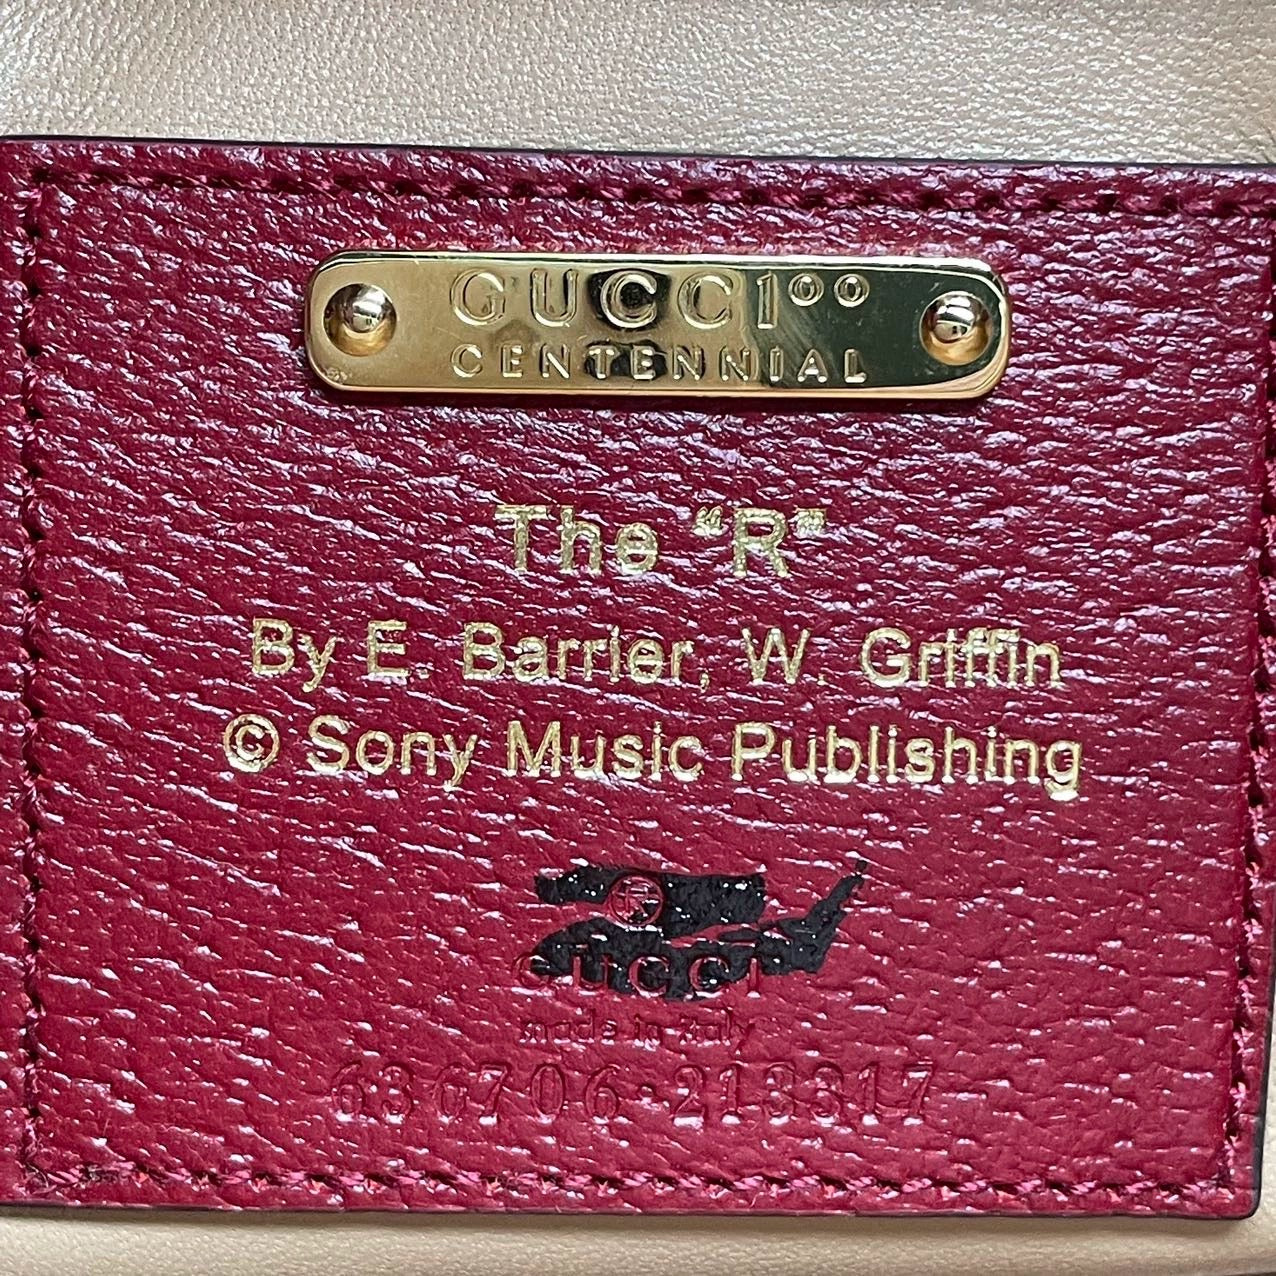 GUCCI100
CENTENNIAL
The “R”
By E. Barrier, W. Griffin
© Sony Music Publishing
GUCCI
made in italy
636706·213317